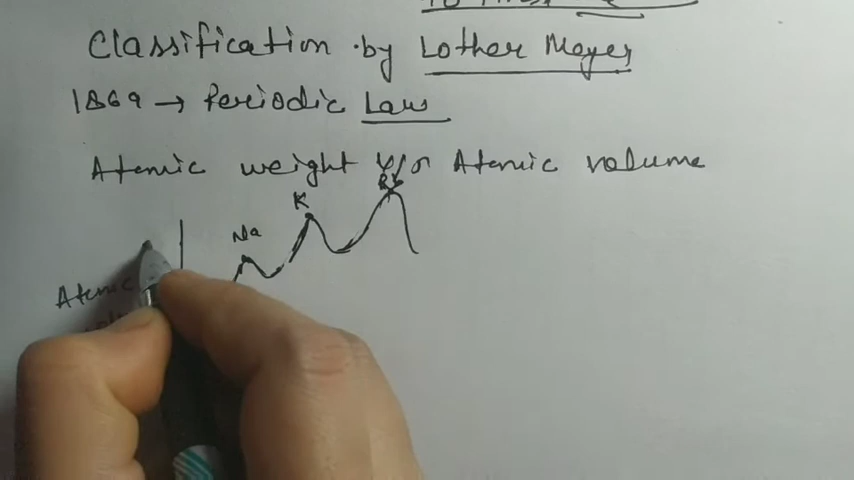 Classification by Lother Meyer
1869 → Periodic Law
Atomic weight v/s Atomic volume
Rb
K
Na
Atomic